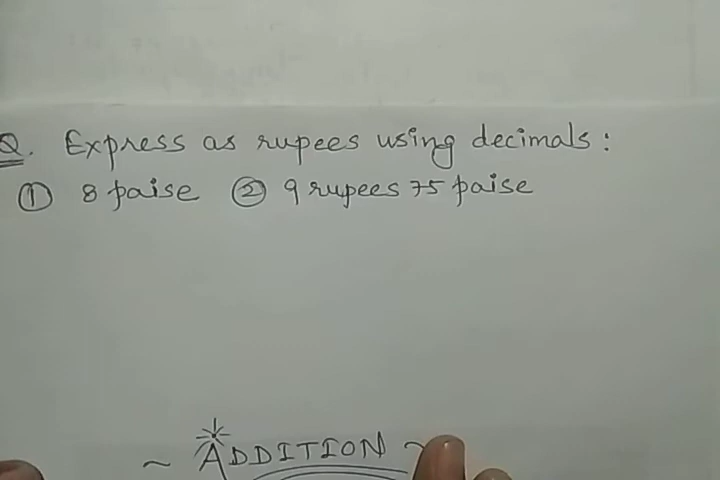 Q. Express as rupees using decimals :
① 8 paise ② 9 rupees 75 paise
~ ADDITION ~